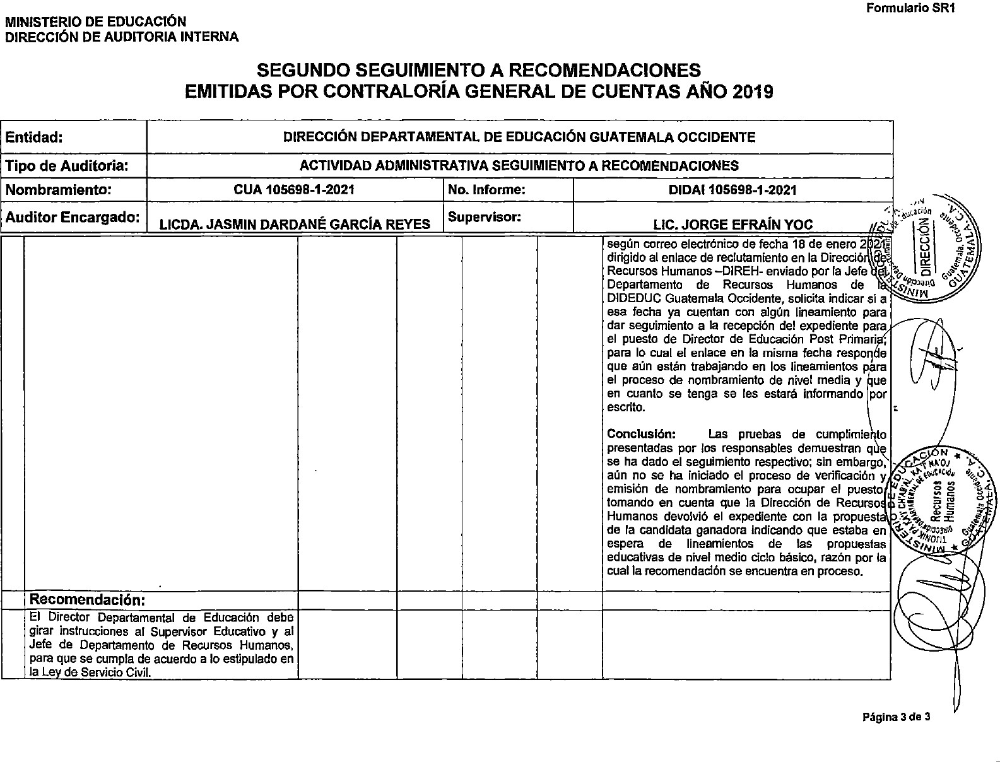 Formulario SR1
MINISTERIO DE EDUCACIÓN
DIRECCIÓN DE AUDITORIA INTERNA
SEGUNDO SEGUIMIENTO A RECOMENDACIONES
EMITIDAS POR CONTRALORÍA GENERAL DE CUENTAS AÑO 2019
Entidad: DIRECCIÓN DEPARTAMENTAL DE EDUCACIÓN GUATEMALA OCCIDENTE
Tipo de Auditoria: ACTIVIDAD ADMINISTRATIVA SEGUIMIENTO A RECOMENDACIONES
Nombramiento: CUA 105698-1-2021 No. Informe: DIDAI 105698-1-2021
Auditor Encargado: LICDA. JASMIN DARDANÉ GARCÍA REYES Supervisor: LIC. JORGE EFRAÍN YOC
según correo electrónico de fecha 18 de enero 2021
dirigido al enlace de reclutamiento en la Dirección de
Recursos Humanos –DIREH- enviado por la Jefe del
Departamento de Recursos Humanos de la
DIDEDUC Guatemala Occidente, solicita indicar si a
esa fecha ya cuentan con algún lineamiento para
dar seguimiento a la recepción del expediente para
el puesto de Director de Educación Post Primaria;
para lo cual el enlace en la misma fecha responde
que aún están trabajando en los lineamientos para
el proceso de nombramiento de nivel media y que
en cuanto se tenga se les estará informando por
escrito.
Conclusión: Las pruebas de cumplimiento
presentadas por los responsables demuestran que
se ha dado el seguimiento respectivo; sin embargo,
aún no se ha iniciado el proceso de verificación y
emisión de nombramiento para ocupar el puesto
tomando en cuenta que la Dirección de Recursos
Humanos devolvió el expediente con la propuesta
de la candidata ganadora indicando que estaba en
espera de lineamientos de las propuestas
educativas de nivel medio ciclo básico, razón por la
cual la recomendación se encuentra en proceso.
Recomendación:
El Director Departamental de Educación debe
girar instrucciones al Supervisor Educativo y al
Jefe de Departamento de Recursos Humanos,
para que se cumpla de acuerdo a lo estipulado en
la Ley de Servicio Civil.
DIRECCIÓN
Guatemala, Occidente
GUATEMALA, C.A.
MINISTERIO DE EDUCACIÓN
Recursos
Humanos
Guatemala Occidente
GUATEMALA, C. A.
Página 3 de 3